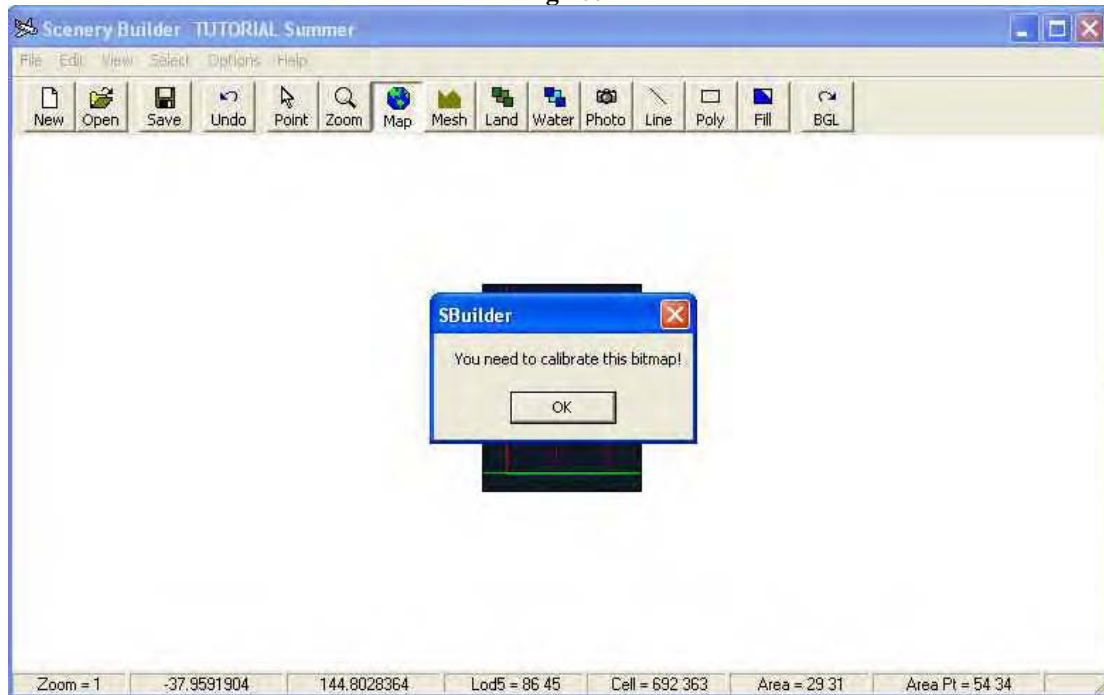 Scenery Builder TUTORIAL Summer
File Edit View Select Options Help
New Open Save Undo Point Zoom Map Mesh Land Water Photo Line Poly Fill BGL
SBuilder
You need to calibrate this bitmap!
OK
Zoom = 1 -37.9591904 144.8028364 Lod5 = 86 45 Cell = 692 363 Area = 29 31 Area Pt = 54 34